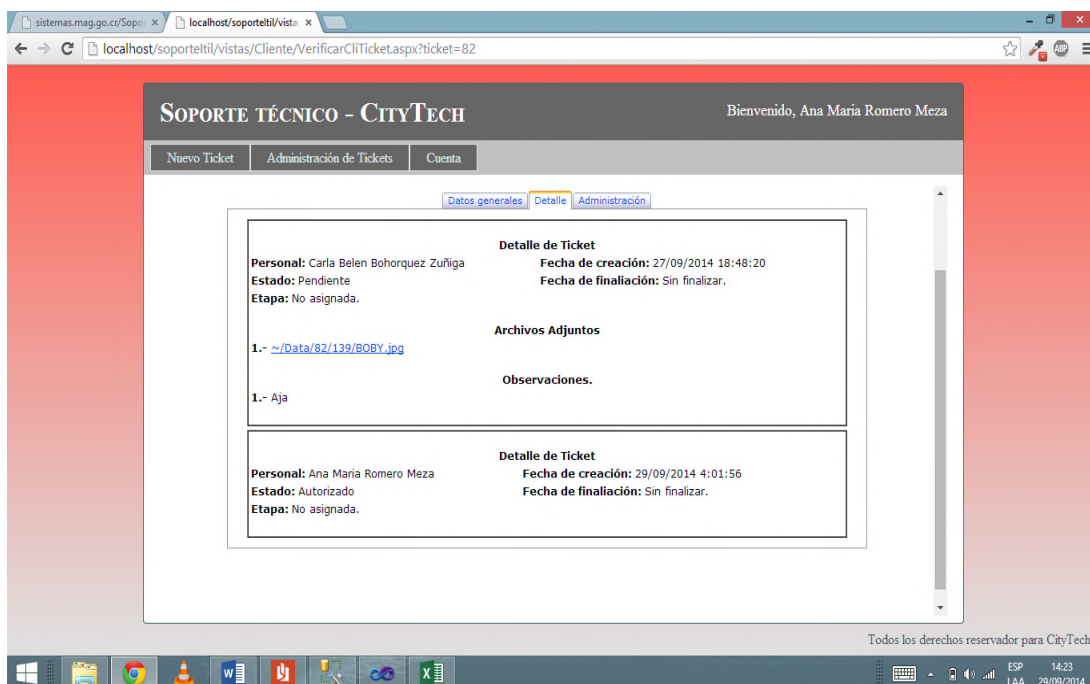 sistemas.mag.go.cr/Sopo
localhost/soporteltil/vista
localhost/soporteltil/vistas/Cliente/VerificarCliTicket.aspx?ticket=82
ABP
SOPORTE TÉCNICO - CITYTECH
Bienvenido, Ana Maria Romero Meza
Nuevo Ticket Administración de Tickets Cuenta
Datos generales Detalle Administración
Detalle de Ticket
Personal: Carla Belen Bohorquez Zuñiga Fecha de creación: 27/09/2014 18:48:20
Estado: Pendiente Fecha de finaliación: Sin finalizar.
Etapa: No asignada.
Archivos Adjuntos
1.- ~/Data/82/139/BOBY.jpg
Observaciones.
1.- Aja
Detalle de Ticket
Personal: Ana Maria Romero Meza Fecha de creación: 29/09/2014 4:01:56
Estado: Autorizado Fecha de finaliación: Sin finalizar.
Etapa: No asignada.
Todos los derechos reservador para CityTech
ESP 14:23
LAA 29/09/2014